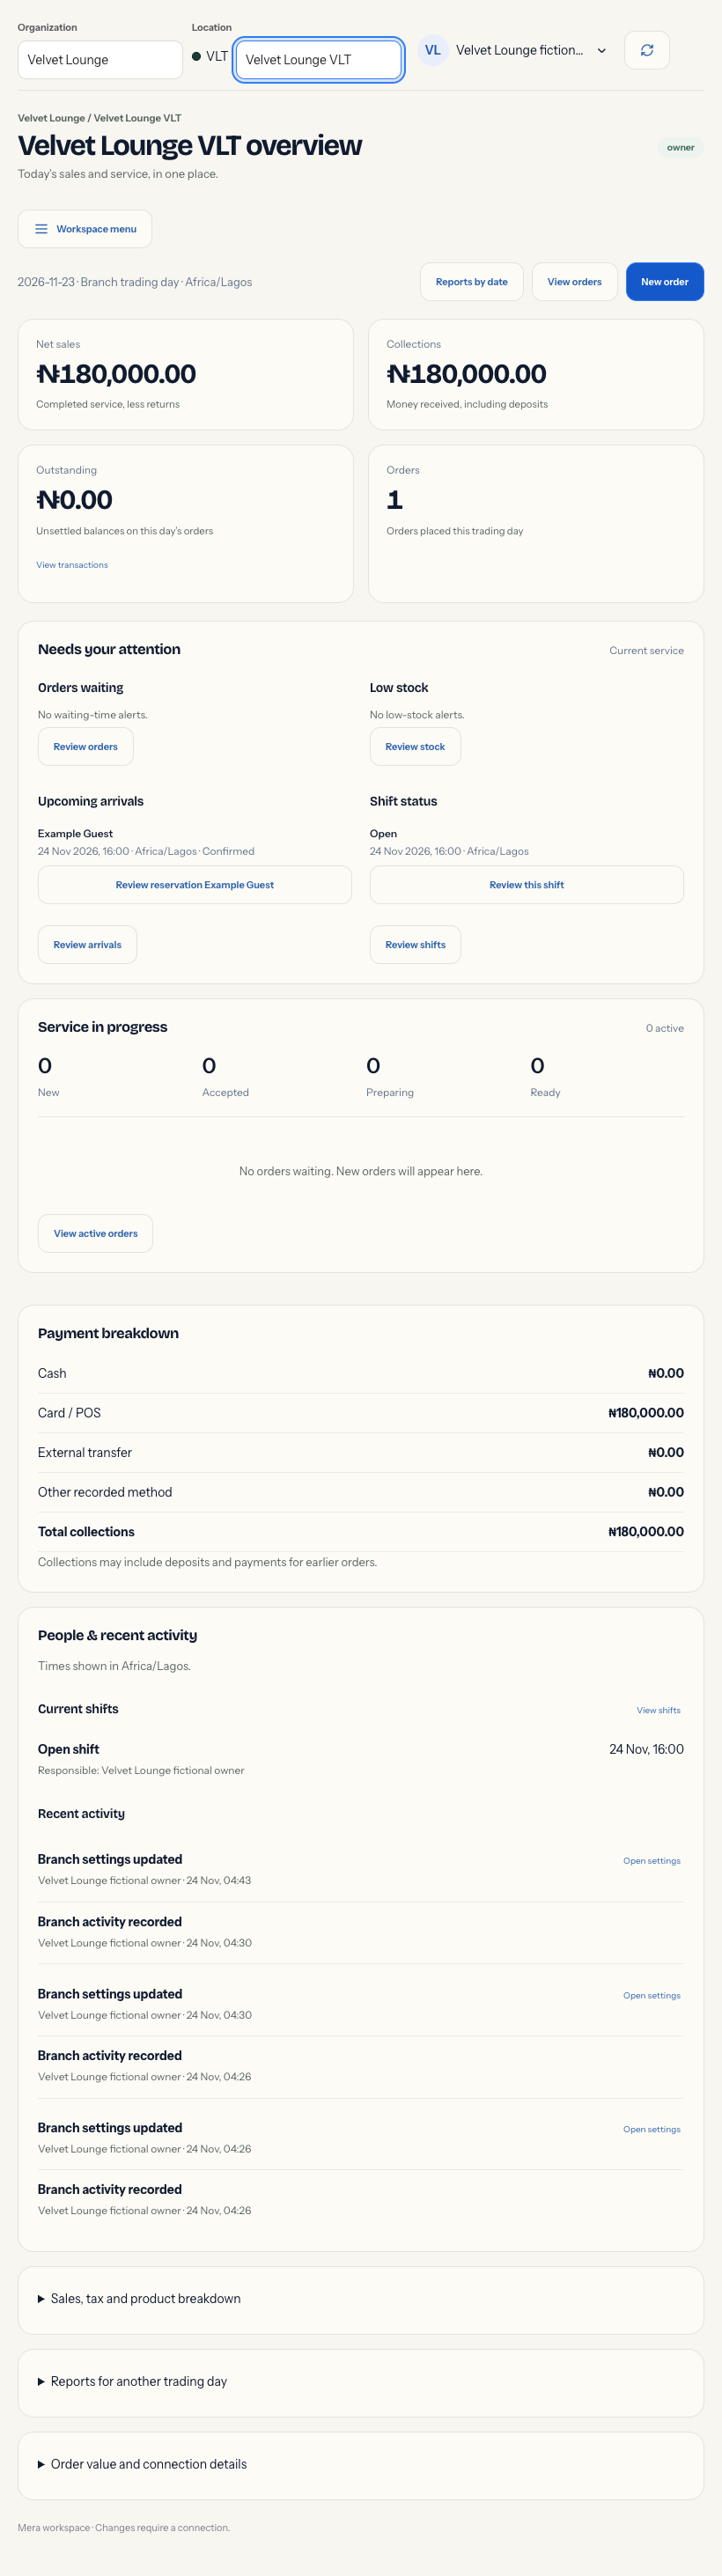 Organization
Location
Velvet Lounge
VLT
Velvet Lounge VLT
VL
Velvet Lounge fiction...
Velvet Lounge / Velvet Lounge VLT
Velvet Lounge VLT overview
owner
Today's sales and service, in one place.
Workspace menu
2026-11-23 · Branch trading day · Africa/Lagos
Reports by date
View orders
New order
Net sales
₦180,000.00
Completed service, less returns
Collections
₦180,000.00
Money received, including deposits
Outstanding
₦0.00
Unsettled balances on this day's orders
View transactions
Orders
1
Orders placed this trading day
Needs your attention
Current service
Orders waiting
No waiting-time alerts.
Review orders
Low stock
No low-stock alerts.
Review stock
Upcoming arrivals
Example Guest
24 Nov 2026, 16:00 · Africa/Lagos · Confirmed
Review reservation Example Guest
Review arrivals
Shift status
Open
24 Nov 2026, 16:00 · Africa/Lagos
Review this shift
Review shifts
Service in progress
0 active
0
New
0
Accepted
0
Preparing
0
Ready
No orders waiting. New orders will appear here.
View active orders
Payment breakdown
Cash ₦0.00
Card / POS ₦180,000.00
External transfer ₦0.00
Other recorded method ₦0.00
Total collections ₦180,000.00
Collections may include deposits and payments for earlier orders.
People & recent activity
Times shown in Africa/Lagos.
Current shifts
View shifts
Open shift
24 Nov, 16:00
Responsible: Velvet Lounge fictional owner
Recent activity
Branch settings updated
Open settings
Velvet Lounge fictional owner · 24 Nov, 04:43
Branch activity recorded
Velvet Lounge fictional owner · 24 Nov, 04:30
Branch settings updated
Open settings
Velvet Lounge fictional owner · 24 Nov, 04:30
Branch activity recorded
Velvet Lounge fictional owner · 24 Nov, 04:26
Branch settings updated
Open settings
Velvet Lounge fictional owner · 24 Nov, 04:26
Branch activity recorded
Velvet Lounge fictional owner · 24 Nov, 04:26
Sales, tax and product breakdown
Reports for another trading day
Order value and connection details
Mera workspace · Changes require a connection.